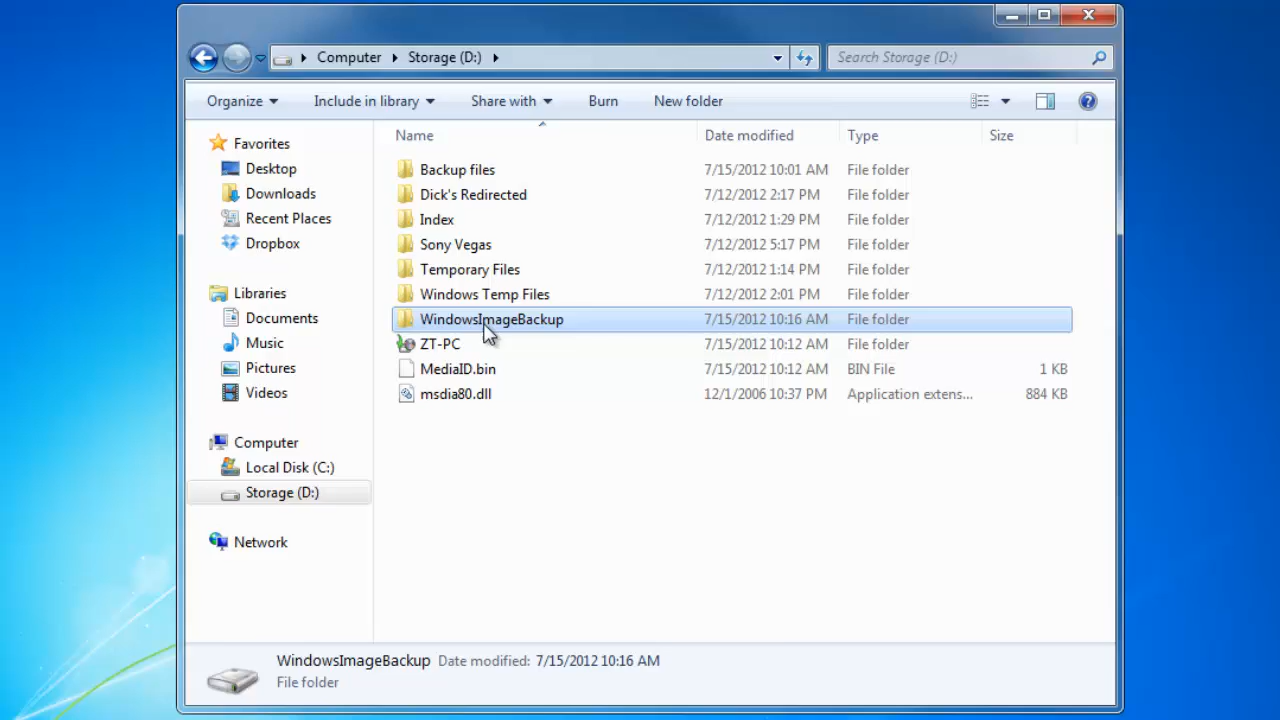 Computer Storage (D:) Search Storage (D:)
Organize Include in library Share with Burn New folder
Name Date modified Type Size
Favorites
Desktop
Downloads
Recent Places
Dropbox
Libraries
Documents
Music
Pictures
Videos
Computer
Local Disk (C:)
Storage (D:)
Network
Backup files 7/15/2012 10:01 AM File folder
Dick's Redirected 7/12/2012 2:17 PM File folder
Index 7/12/2012 1:29 PM File folder
Sony Vegas 7/12/2012 5:17 PM File folder
Temporary Files 7/12/2012 1:14 PM File folder
Windows Temp Files 7/12/2012 2:01 PM File folder
WindowsImageBackup 7/15/2012 10:16 AM File folder
ZT-PC 7/15/2012 10:12 AM File folder
MediaID.bin 7/15/2012 10:12 AM BIN File 1 KB
msdia80.dll 12/1/2006 10:37 PM Application extens... 884 KB
WindowsImageBackup Date modified: 7/15/2012 10:16 AM
File folder